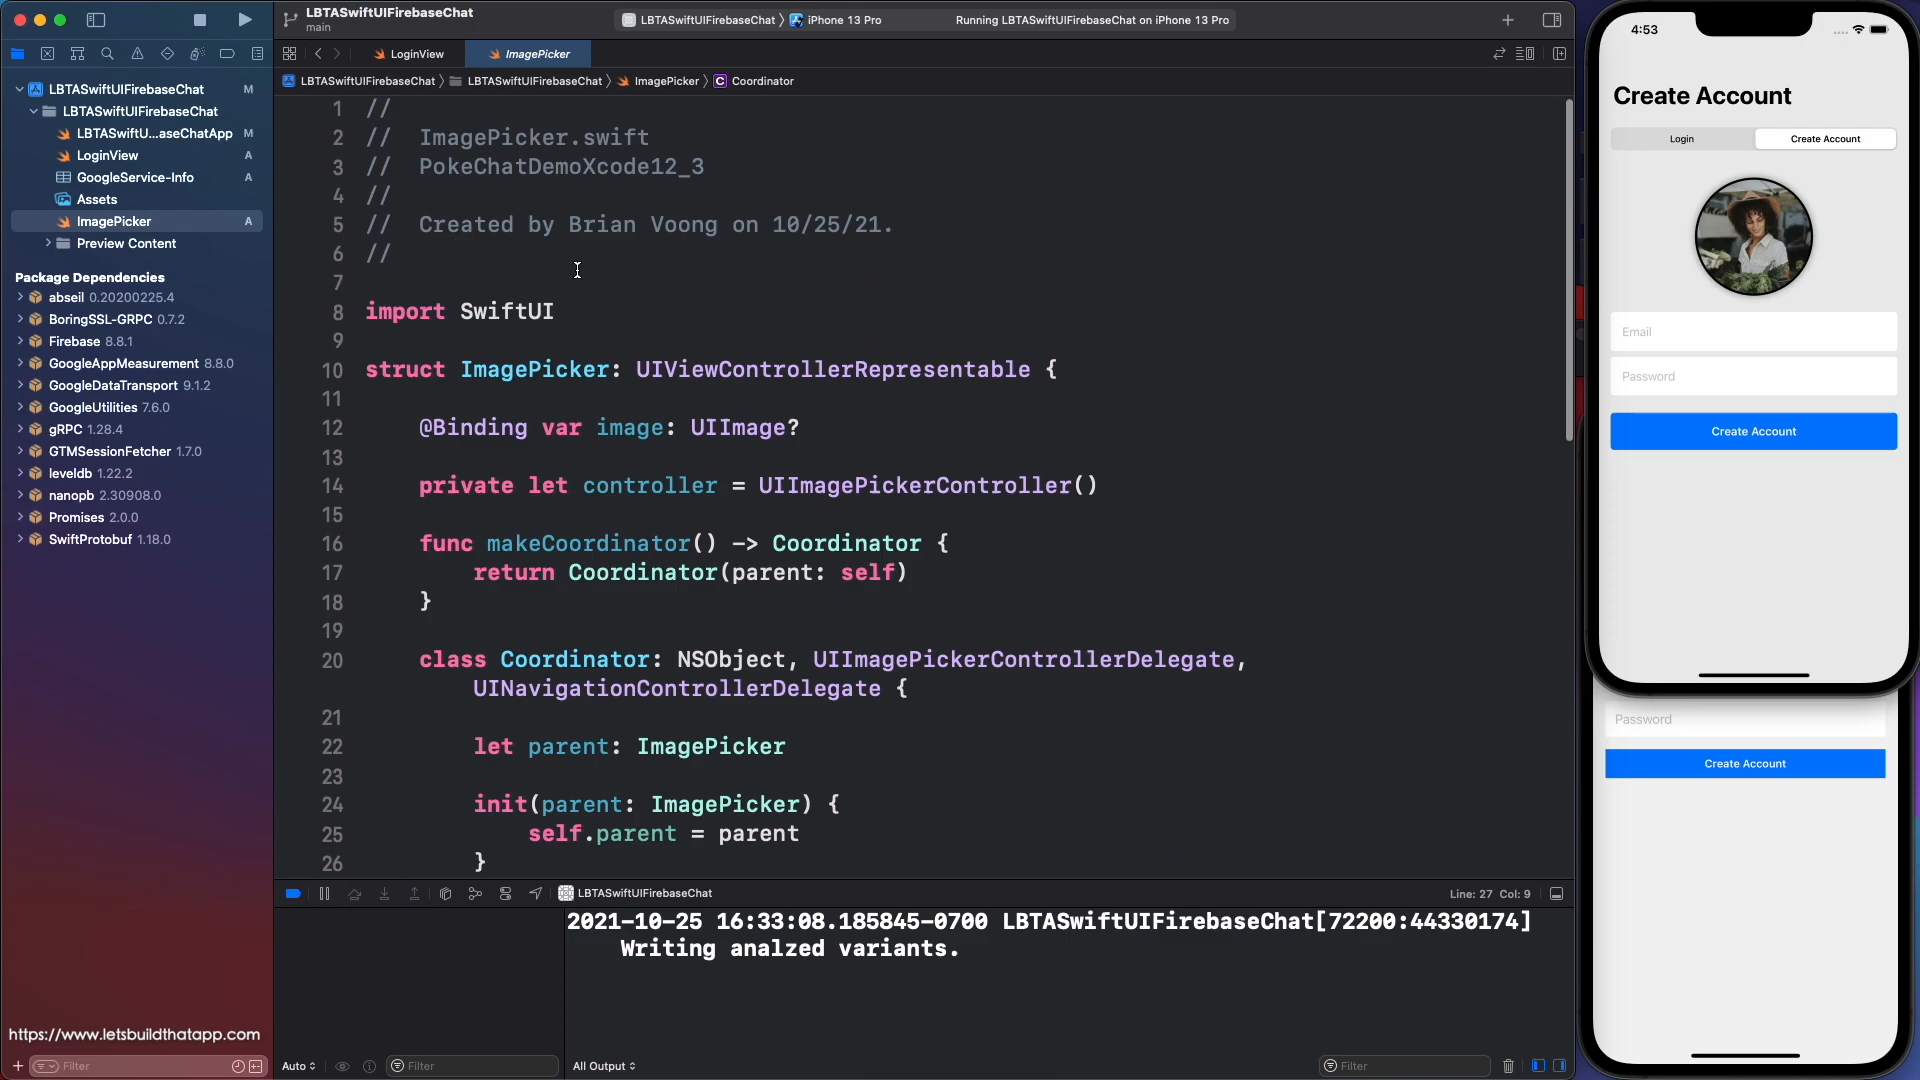 LBTASwiftUIFirebaseChat
main
LBTASwiftUIFirebaseChat
iPhone 13 Pro
Running LBTASwiftUIFirebaseChat on iPhone 13 Pro
LoginView
ImagePicker
LBTASwiftUIFirebaseChat
LBTASwiftUIFirebaseChat
ImagePicker
C
Coordinator
LBTASwiftUIFirebaseChat M
LBTASwiftUIFirebaseChat
LBTASwiftU...aseChatApp M
LoginView A
GoogleService-Info A
Assets
ImagePicker A
Preview Content
Package Dependencies
abseil 0.20200225.4
BoringSSL-GRPC 0.7.2
Firebase 8.8.1
GoogleAppMeasurement 8.8.0
GoogleDataTransport 9.1.2
GoogleUtilities 7.6.0
gRPC 1.28.4
GTMSessionFetcher 1.7.0
leveldb 1.22.2
nanopb 2.30908.0
Promises 2.0.0
SwiftProtobuf 1.18.0
https://www.letsbuildthatapp.com
Filter
1 //
2 // ImagePicker.swift
3 // PokeChatDemoXcode12_3
4 //
5 // Created by Brian Voong on 10/25/21.
6 //
7
8 import SwiftUI
9
10 struct ImagePicker: UIViewControllerRepresentable {
11
12 @Binding var image: UIImage?
13
14 private let controller = UIImagePickerController()
15
16 func makeCoordinator() -> Coordinator {
17 return Coordinator(parent: self)
18 }
19
20 class Coordinator: NSObject, UIImagePickerControllerDelegate,
UINavigationControllerDelegate {
21
22 let parent: ImagePicker
23
24 init(parent: ImagePicker) {
25 self.parent = parent
26 }
LBTASwiftUIFirebaseChat
Line: 27 Col: 9
2021-10-25 16:33:08.185845-0700 LBTASwiftUIFirebaseChat[72200:44330174]
Writing analzed variants.
Auto
Filter
All Output
Filter
4:53
Create Account
Login
Create Account
Email
Password
Create Account
Password
Create Account